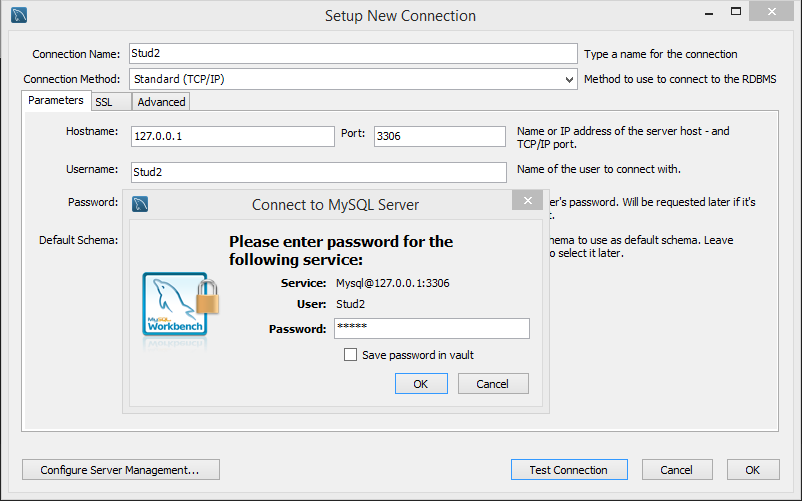 Setup New Connection
Connection Name: Stud2 Type a name for the connection
Connection Method: Standard (TCP/IP) Method to use to connect to the RDBMS
Parameters SSL Advanced
Hostname: 127.0.0.1 Port: 3306 Name or IP address of the server host - and
TCP/IP port.
Username: Stud2 Name of the user to connect with.
Password: er's password. Will be requested later if it's
t.
Default Schema: hema to use as default schema. Leave
o select it later.
Connect to MySQL Server
Please enter password for the
following service:
Service: Mysql@127.0.0.1:3306
User: Stud2
Password: *****
MySQL
Workbench
Save password in vault
OK Cancel
Configure Server Management... Test Connection Cancel OK